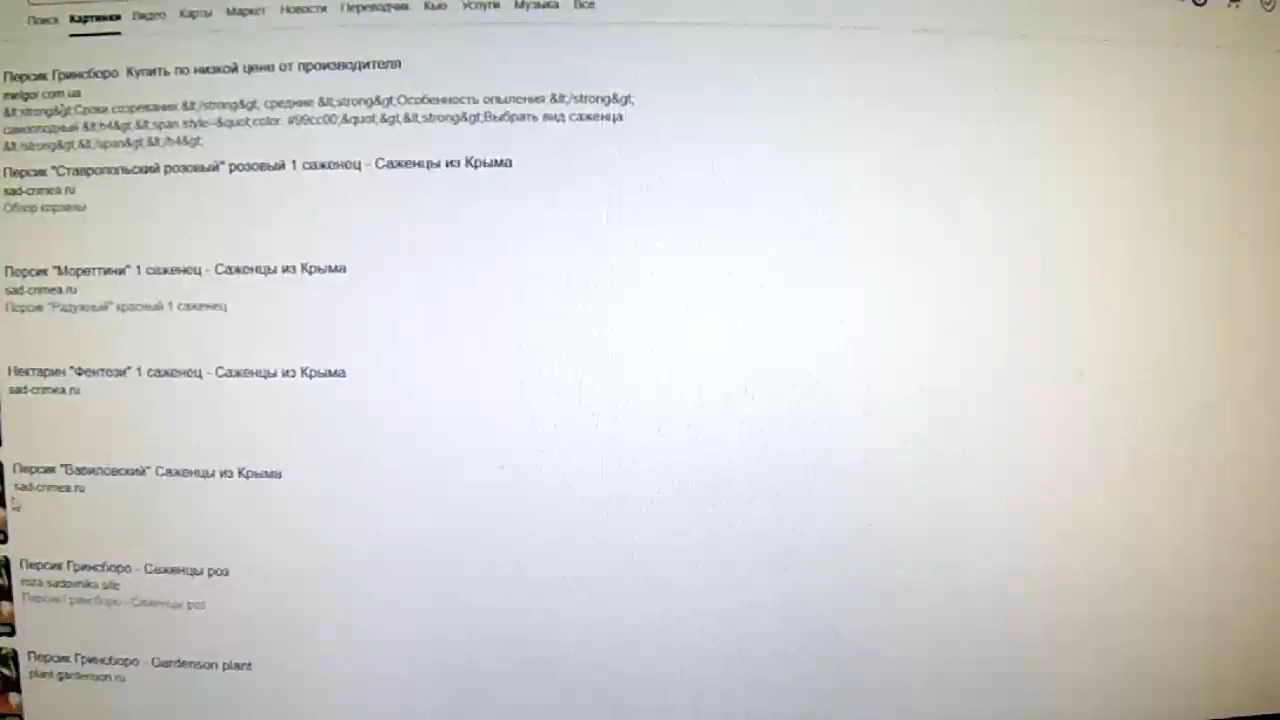 Поиск Картинки Видео Карты Маркет Новости Переводчик Кью Услуги Музыка Все
Персик Гринсборо Купить по низкой цене от производителя
melgor.com.ua
&lt;strong&gt;Сроки созревания &lt;/strong&gt; средние &lt;strong&gt;Особенность опыления &lt;/strong&gt;
самоплодный &lt;h4&gt;&lt;span style=&quot;color: #99cc00;&quot;&gt;&lt;strong&gt;Выбрать вид саженца
&lt;/strong&gt;&lt;/span&gt;&lt;/h4&gt;
Персик "Ставропольский розовый" розовый 1 саженец - Саженцы из Крыма
sad-crimea.ru
Обзор корзины
Персик "Мореттини" 1 саженец - Саженцы из Крыма
sad-crimea.ru
Персик "Радужный" красный 1 саженец
Нектарин "Фентези" 1 саженец - Саженцы из Крыма
sad-crimea.ru
Персик "Вавиловский" Саженцы из Крыма
sad-crimea.ru
Персик Гринсборо - Саженцы роз
roza.sadovnika.site
Персик Гринсборо - Саженцы роз
Персик Гринсборо - Gardenson plant
plant.gardenson.ru